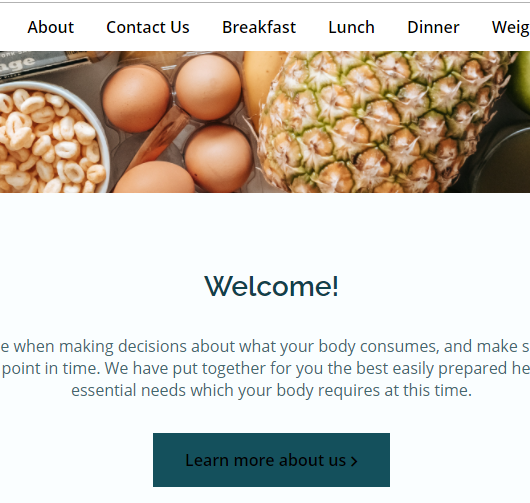 About Contact Us Breakfast Lunch Dinner Weig
nge
Welcome!
e when making decisions about what your body consumes, and make s
point in time. We have put together for you the best easily prepared he
essential needs which your body requires at this time.
Learn more about us >